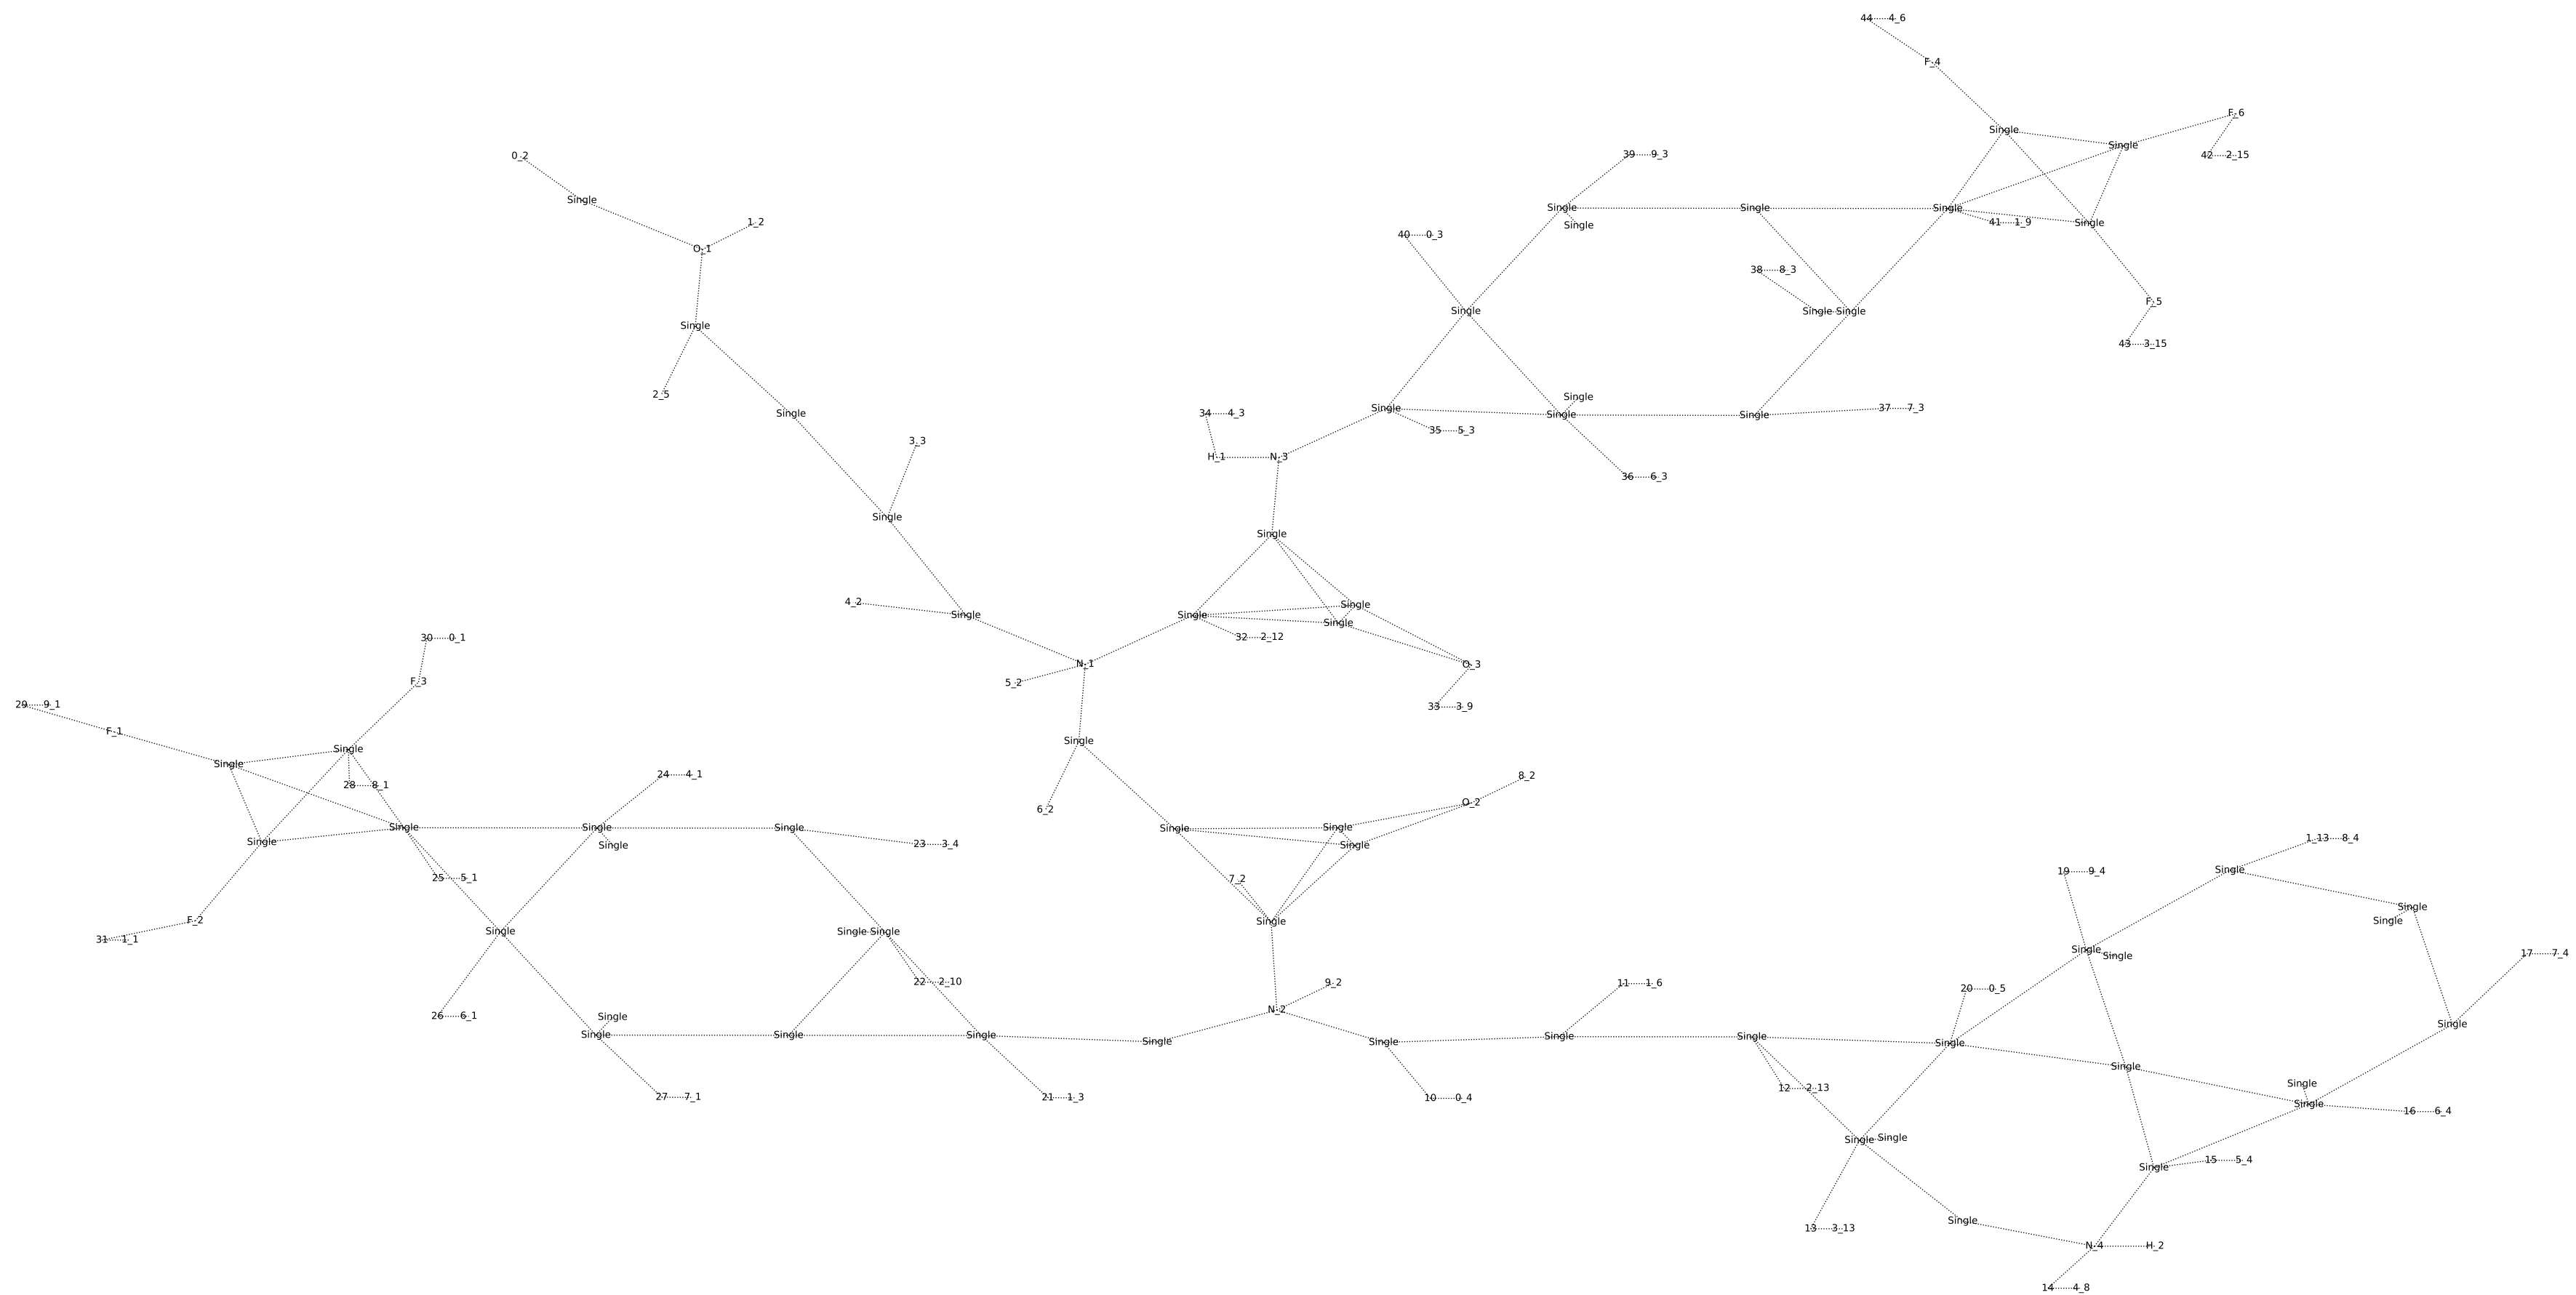 44 4_6
F_4
F_6
Single
Single
0_2
39 9_3
42 2_15
Single
Single
Single
Single
1_2
41 1_9
Single
Single
40 0_3
O_1
38 8_3
F_5
Single
Single
Single
Single
43 3_15
2_5
Single
Single
37 7_3
34 4_3
Single
Single
Single
35 5_3
3_3
H_1
N_3
36 6_3
Single
Single
4_2
Single
Single
Single
Single
30 0_1
32 2_12
N_1
O_3
F_3
5_2
29 9_1
33 3_9
F_1
Single
Single
Single
24 4_1
8_2
28 8_1
O_2
6_2
Single
Single
Single
Single
Single
1_13 8_4
Single
Single
23 3_4
Single
Single
19 9_4
25 5_1
7_2
Single
F_2
Single
Single
31 1_1
Single
Single
Single
Single
Single
17 7_4
22 2_10
9_2
11 1_6
20 0_5
N_2
26 6_1
Single
Single
Single
Single
Single
Single
Single
Single
Single
Single
Single
Single
12 2_13
27 7_1
21 1_3
10 0_4
Single
16 6_4
Single
Single
15 5_4
Single
Single
13 3_13
N_4
H_2
14 4_8